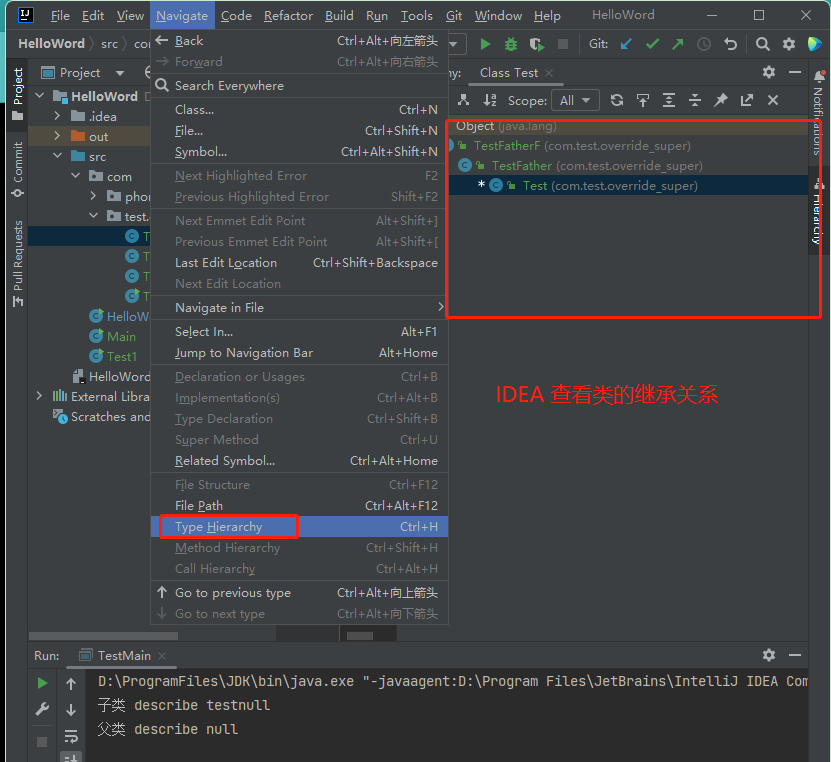 File Edit View Navigate Code Refactor Build Run Tools Git Window Help HelloWord
HelloWord src Git:
Project
Commit
Pull Requests
Project
HelloWord
.idea
out
src
com
test.
HelloW
Main
Test1
HelloWord
External Libra
Scratches and
Back Ctrl+Alt+向左箭头
Forward Ctrl+Alt+向右箭头
Search Everywhere
Class... Ctrl+N
File... Ctrl+Shift+N
Symbol... Ctrl+Alt+Shift+N
Next Highlighted Error F2
Previous Highlighted Error Shift+F2
Next Emmet Edit Point Alt+Shift+]
Previous Emmet Edit Point Alt+Shift+[
Last Edit Location Ctrl+Shift+Backspace
Next Edit Location
Navigate in File
Select In... Alt+F1
Jump to Navigation Bar Alt+Home
Declaration or Usages Ctrl+B
Implementation(s) Ctrl+Alt+B
Type Declaration Ctrl+Shift+B
Super Method Ctrl+U
Related Symbol... Ctrl+Alt+Home
File Structure Ctrl+F12
File Path Ctrl+Alt+F12
Type Hierarchy Ctrl+H
Method Hierarchy Ctrl+Shift+H
Call Hierarchy Ctrl+Alt+H
Go to previous type Ctrl+Alt+向上箭头
Go to next type Ctrl+Alt+向下箭头
Class Test
Scope: All
Object (java.lang)
TestFatherF (com.test.override_super)
TestFather (com.test.override_super)
* Test (com.test.override_super)
Notifications
Hierarchy
IDEA 查看类的继承关系
Run: TestMain
D:\ProgramFiles\JDK\bin\java.exe "-javaagent:D:\Program Files\JetBrains\IntelliJ IDEA Com
子类 describe testnull
父类 describe null